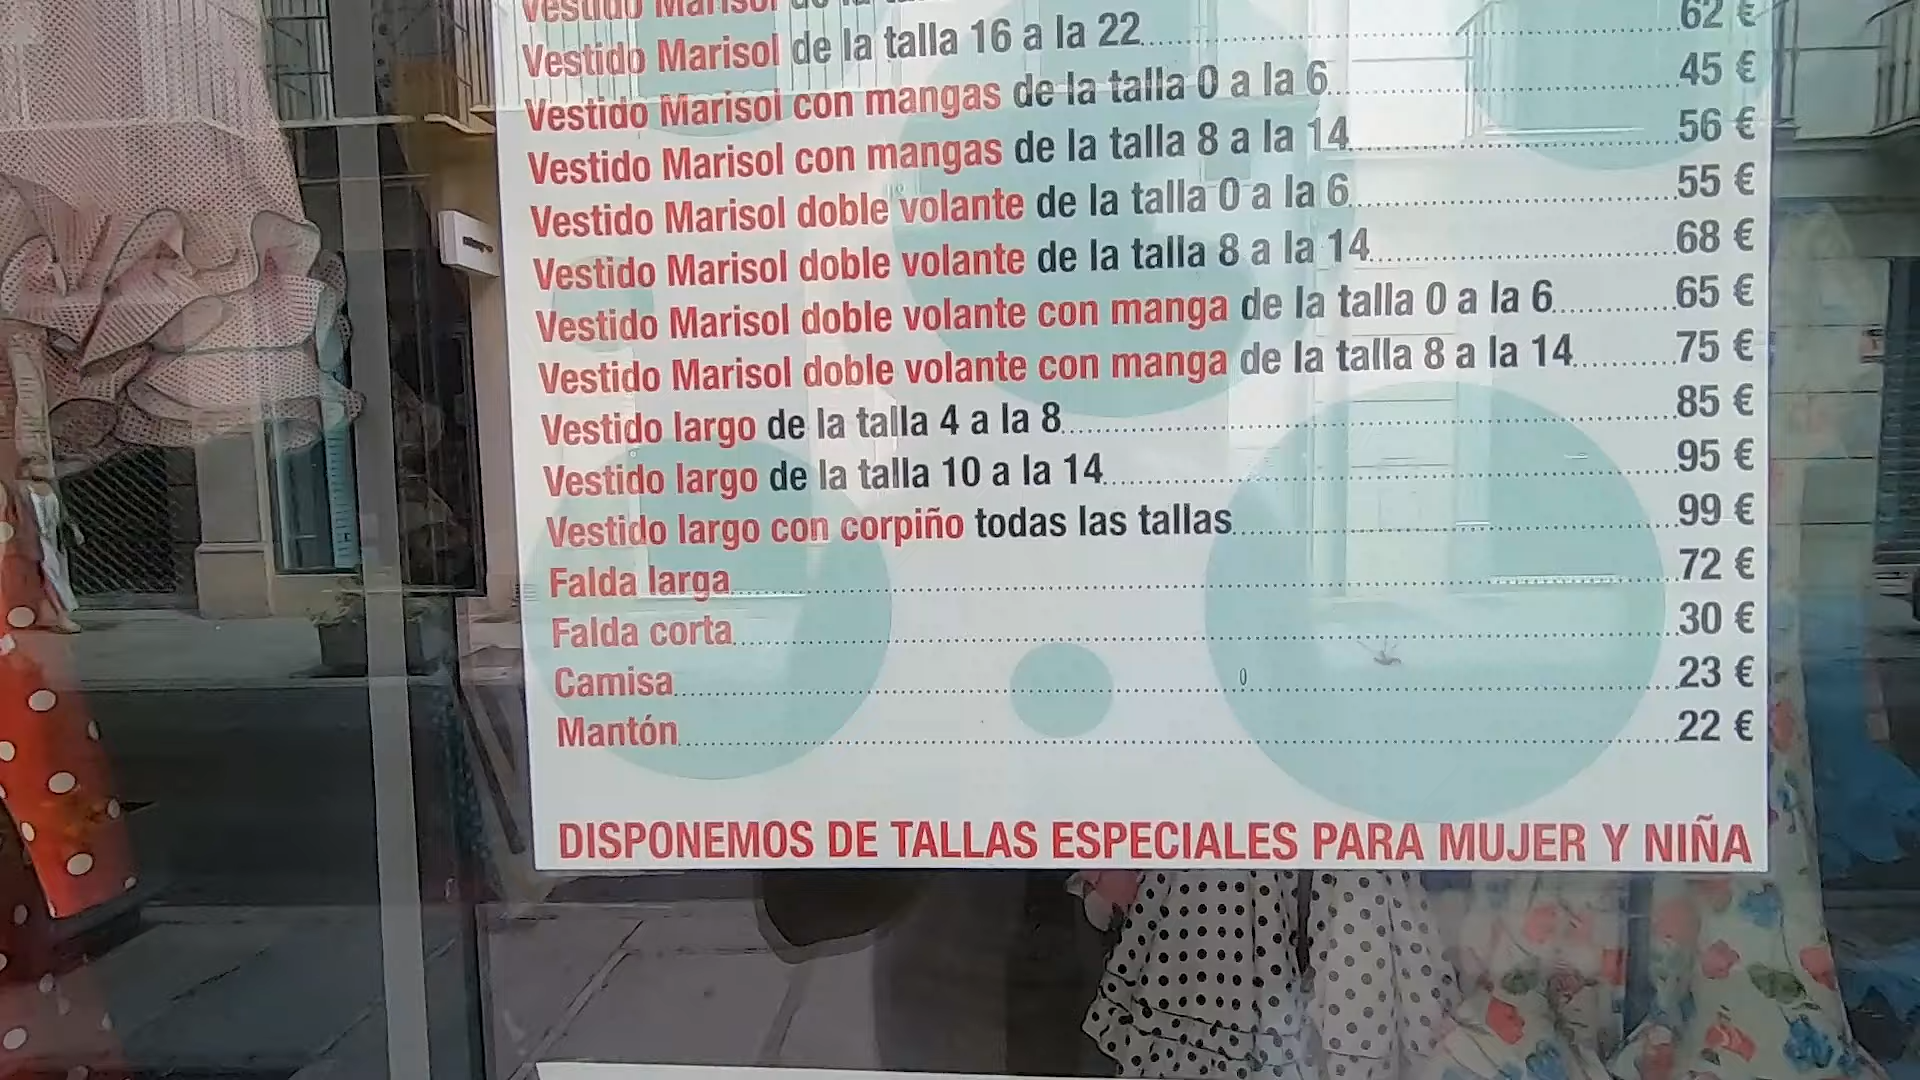 Vestido Marisol de la
Vestido Marisol de la talla 16 a la 22 62 €
Vestido Marisol con mangas de la talla 0 a la 6 45 €
Vestido Marisol con mangas de la talla 8 a la 14 56 €
Vestido Marisol doble volante de la talla 0 a la 6 55 €
Vestido Marisol doble volante de la talla 8 a la 14 68 €
Vestido Marisol doble volante con manga de la talla 0 a la 6 65 €
Vestido Marisol doble volante con manga de la talla 8 a la 14 75 €
Vestido largo de la talla 4 a la 8 85 €
Vestido largo de la talla 10 a la 14 95 €
Vestido largo con corpiño todas las tallas 99 €
Falda larga 72 €
Falda corta 30 €
Camisa 23 €
Mantón 22 €
DISPONEMOS DE TALLAS ESPECIALES PARA MUJER Y NIÑA